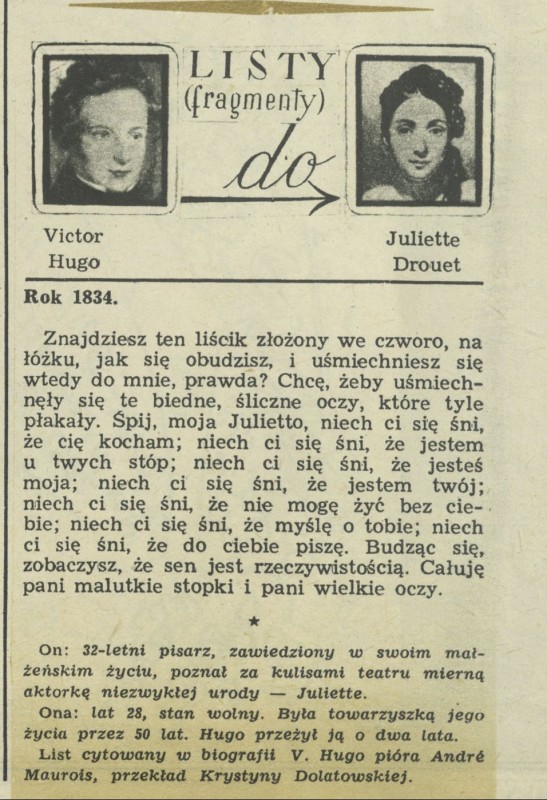 LISTY
(fragmenty)
do
Victor
Hugo
Juliette
Drouet
Rok 1834.
Znajdziesz ten liścik złożony we czworo, na
łóżku, jak się obudzisz, i uśmiechniesz się
wtedy do mnie, prawda? Chcę, żeby uśmiech-
nęły się te biedne, śliczne oczy, które tyle
płakały. Śpij, moja Julietto, niech ci się śni,
że cię kocham; niech ci się śni, że jestem
u twych stóp; niech ci się śni, że jesteś
moja; niech ci się śni, że jestem twój;
niech ci się śni, że nie mogę żyć bez cie-
bie; niech ci się śni, że myślę o tobie; niech
ci się śni, że do ciebie piszę. Budząc się,
zobaczysz, że sen jest rzeczywistością. Całuję
pani malutkie stopki i pani wielkie oczy.
★
On: 32-letni pisarz, zawiedziony w swoim mał-
żeńskim życiu, poznał za kulisami teatru mierną
aktorkę niezwykłej urody — Juliette.
Ona: lat 28, stan wolny. Była towarzyszką jego
życia przez 50 lat. Hugo przeżył ją o dwa lata.
List cytowany w biografii V. Hugo pióra André
Maurois, przekład Krystyny Dolatowskiej.